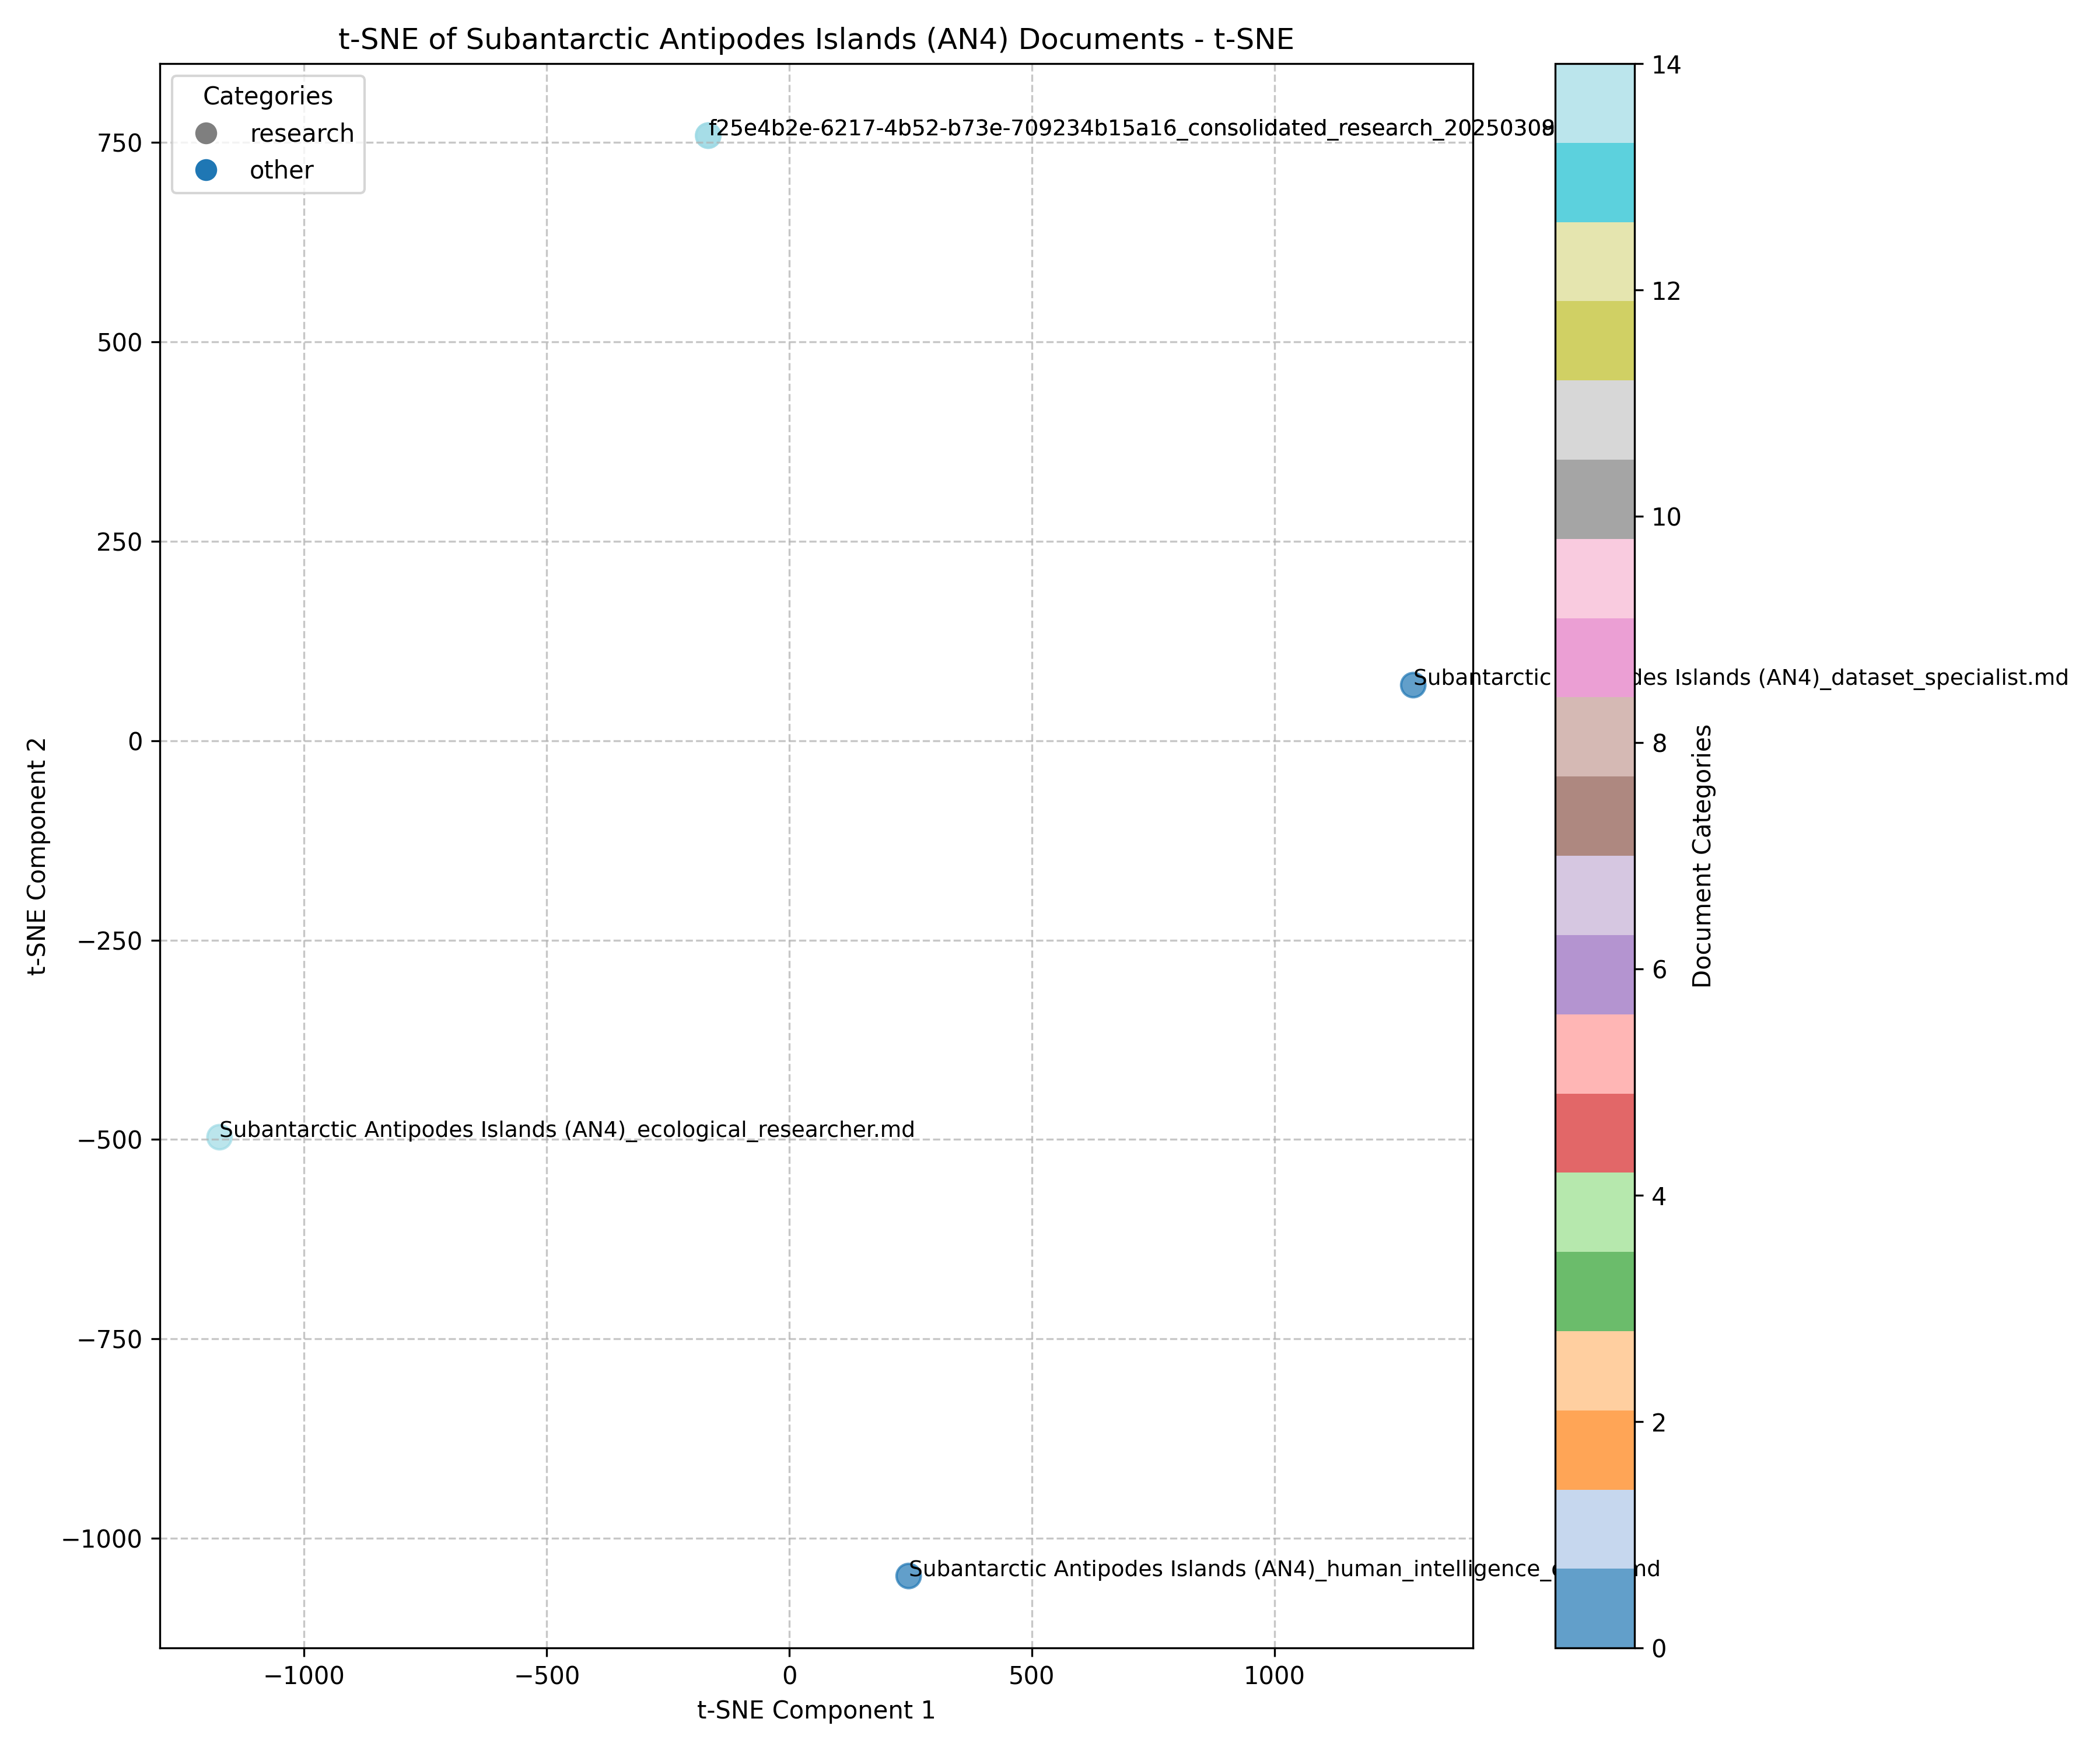 t-SNE of Subantarctic Antipodes Islands (AN4) Documents - t-SNE
Categories
research
other
f25e4b2e-6217-4b52-b73e-709234b15a16_consolidated_research_20250309
Subantarctic des Islands (AN4)_dataset_specialist.md
Subantarctic Antipodes Islands (AN4)_ecological_researcher.md
Subantarctic Antipodes Islands (AN4)_human_intelligence_
750
500
250
0
−250
−500
−750
−1000
t-SNE Component 2
−1000
−500
0
500
1000
t-SNE Component 1
14
12
10
8
6
4
2
0
Document Categories